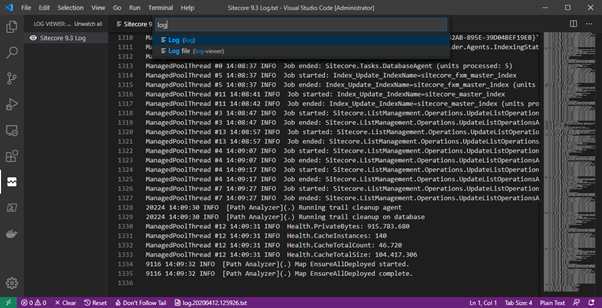 File Edit Selection View Go Run Terminal Help
Sitecore 9.3 Log.txt - Visual Studio Code [Administrator]
LOG VIEWER: ... Unwatch all
Sitecore 9.3 Log
Sitecore 9
log
Log (log)
Log file (log-viewer)
1310
32AB-895E-39D04BEF19EB}'
1311
der.Agents.IndexingStat
1312
1313 ManagedPoolThread #0 14:08:37 INFO Job ended: Sitecore.Tasks.DatabaseAgent (units processed: 5)
1314 ManagedPoolThread #5 14:08:37 INFO Job started: Index_Update_IndexName=sitecore_fxm_master_index
1315 ManagedPoolThread #5 14:08:37 INFO Job ended: Index_Update_IndexName=sitecore_fxm_master_index (units
1316 ManagedPoolThread #11 14:08:41 INFO Job started: Index_Update_IndexName=sitecore_master_index
1317 ManagedPoolThread #11 14:08:42 INFO Job ended: Index_Update_IndexName=sitecore_master_index (units pro
1318 ManagedPoolThread #3 14:08:47 INFO Job started: Sitecore.ListManagement.Operations.UpdateListOperation
1319 ManagedPoolThread #3 14:08:47 INFO Job ended: Sitecore.ListManagement.Operations.UpdateListOperationsA
1320 ManagedPoolThread #13 14:08:57 INFO Job started: Sitecore.ListManagement.Operations.UpdateListOperatio
1321 ManagedPoolThread #13 14:08:57 INFO Job ended: Sitecore.ListManagement.Operations.UpdateListOperations
1322 ManagedPoolThread #4 14:09:07 INFO Job started: Sitecore.ListManagement.Operations.UpdateListOperation
1323 ManagedPoolThread #4 14:09:07 INFO Job ended: Sitecore.ListManagement.Operations.UpdateListOperationsA
1324 ManagedPoolThread #9 14:09:17 INFO Job started: Sitecore.ListManagement.Operations.UpdateListOperation
1325 ManagedPoolThread #9 14:09:17 INFO Job ended: Sitecore.ListManagement.Operations.UpdateListOperationsA
1326 ManagedPoolThread #7 14:09:27 INFO Job started: Sitecore.ListManagement.Operations.UpdateListOperation
1327 ManagedPoolThread #7 14:09:27 INFO Job ended: Sitecore.ListManagement.Operations.UpdateListOperationsA
1328 20224 14:09:30 INFO [Path Analyzer](.) Running trail cleanup agent
1329 20224 14:09:30 INFO [Path Analyzer](.) Running trail cleanup on database
1330 ManagedPoolThread #12 14:09:31 INFO Health.PrivateBytes: 915.783.680
1331 ManagedPoolThread #12 14:09:31 INFO Health.CacheInstances: 140
1332 ManagedPoolThread #12 14:09:31 INFO Health.CacheTotalCount: 46.720
1333 ManagedPoolThread #12 14:09:31 INFO Health.CacheTotalSize: 104.417.306
1334 9116 14:09:32 INFO [Path Analyzer](.) Map EnsureAllDeployed started.
1335 9116 14:09:32 INFO [Path Analyzer](.) Map EnsureAllDeployed complete.
1336
0 0 Clear Reset Don't Follow Tail log.20200412.125926.txt Ln 1, Col 1 Tab Size: 4 Plain Text